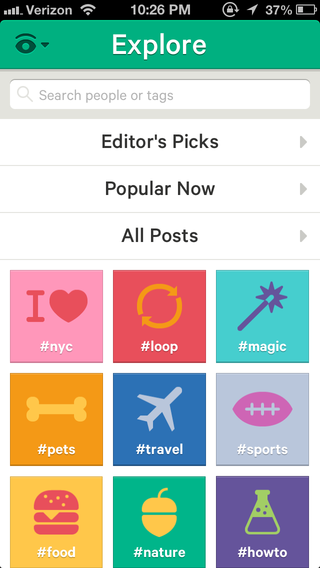 Verizon 10:26 PM 37%
Explore
Search people or tags
Editor's Picks
Popular Now
All Posts
I
#nyc
#loop
#magic
#pets
#travel
#sports
#food
#nature
#howto